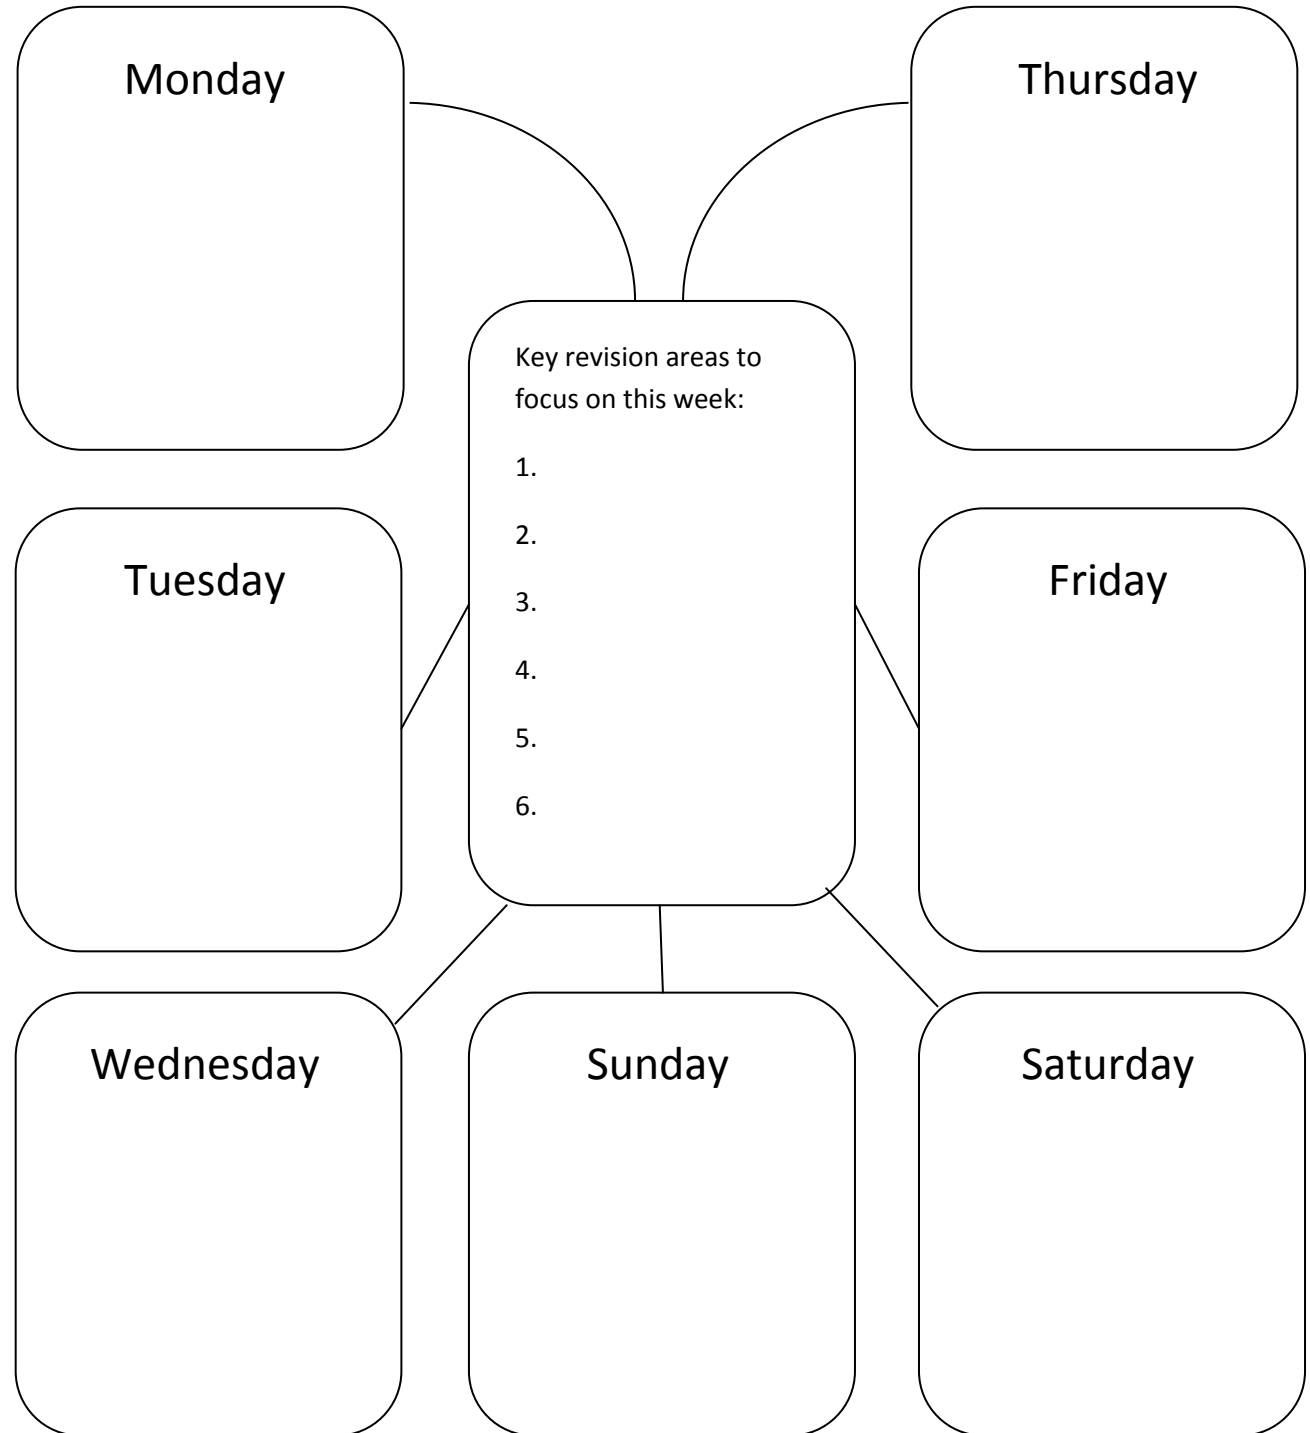 Monday
Thursday
Key revision areas to
focus on this week:
1.
2.
3.
4.
5.
6.
Tuesday
Friday
Wednesday
Sunday
Saturday